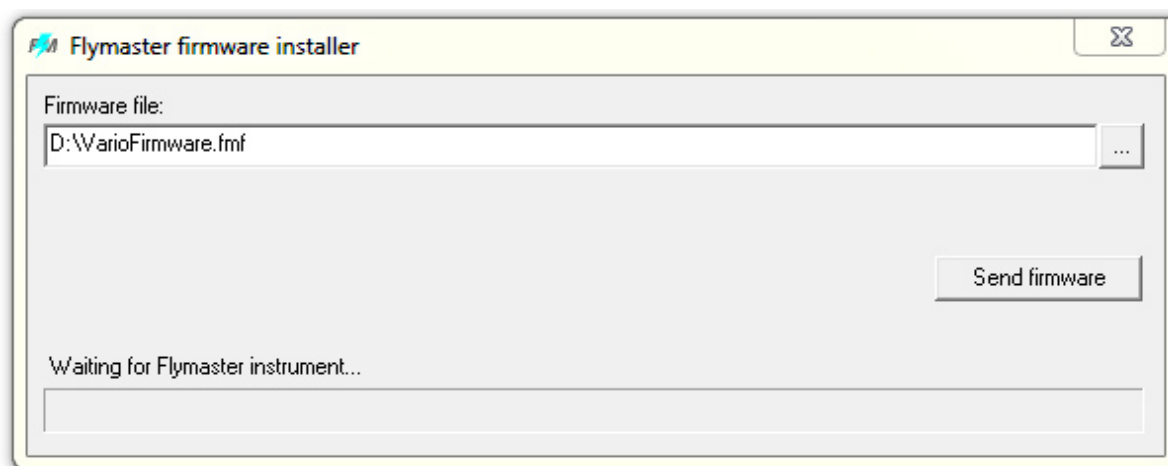 FM Flymaster firmware installer
Firmware file:
D:\VarioFirmware.fmf
...
Send firmware
Waiting for Flymaster instrument...